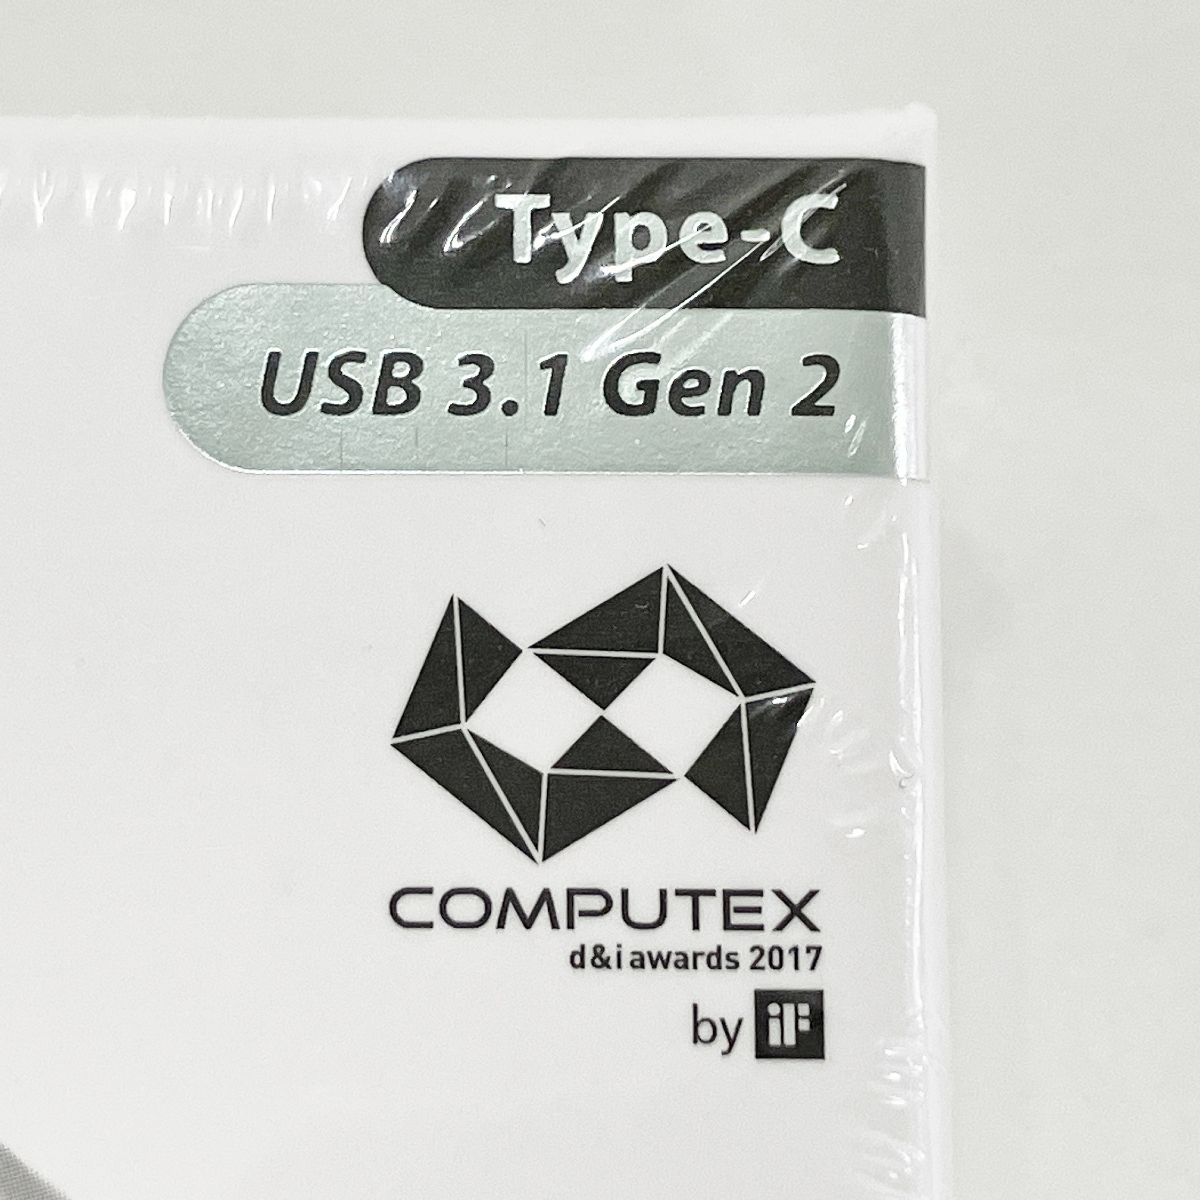 Type-C
USB 3.1 Gen 2
COMPUTEX
d&i awards 2017
by iF